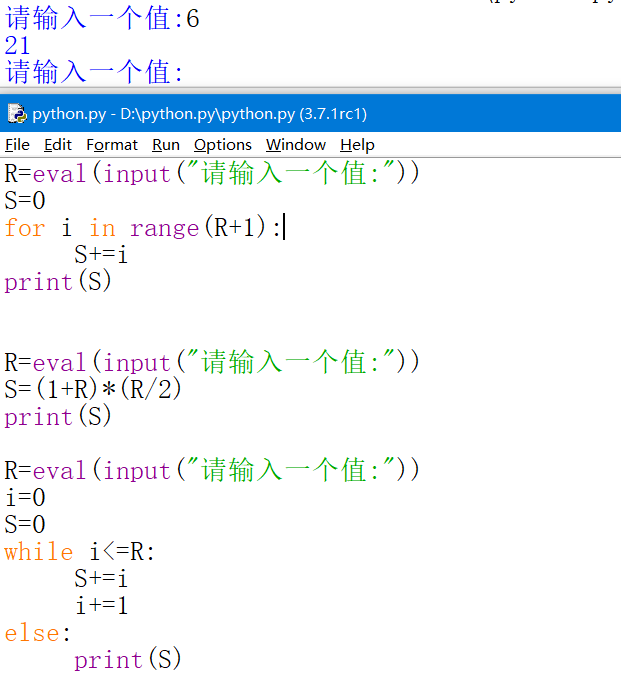 请输入一个值:6
21
请输入一个值:
python.py - D:\python.py\python.py (3.7.1rc1)
File Edit Format Run Options Window Help
R=eval(input("请输入一个值:"))
S=0
for i in range(R+1):
    S+=i
print(S)
R=eval(input("请输入一个值:"))
S=(1+R)*(R/2)
print(S)
R=eval(input("请输入一个值:"))
i=0
S=0
while i<=R:
    S+=i
    i+=1
else:
    print(S)